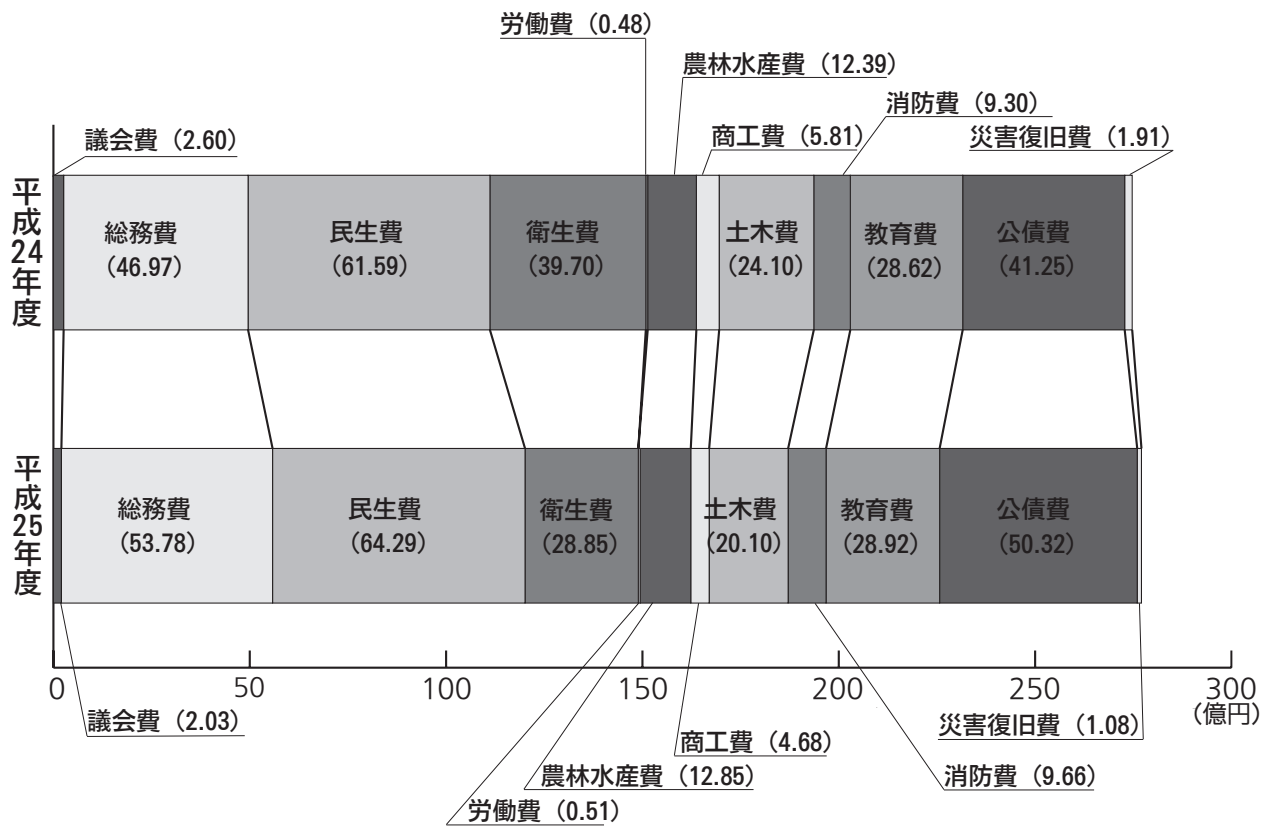 労働費（0.48）
農林水産費（12.39）
消防費（9.30）
議会費（2.60）
商工費（5.81）
災害復旧費（1.91）
平成24年度
総務費
（46.97）
民生費
（61.59）
衛生費
（39.70）
土木費
（24.10）
教育費
（28.62）
公債費
（41.25）
平成25年度
総務費
（53.78）
民生費
（64.29）
衛生費
（28.85）
土木費
（20.10）
教育費
（28.92）
公債費
（50.32）
0 50 100 150 200 250 300
（億円）
議会費（2.03）
災害復旧費（1.08）
商工費（4.68）
農林水産費（12.85）
消防費（9.66）
労働費（0.51）